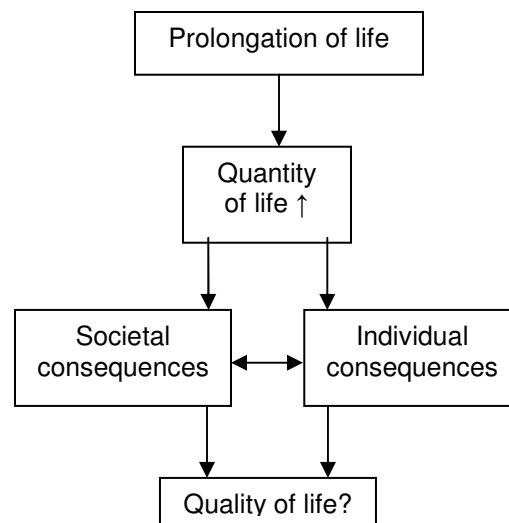 Prolongation of life
Quantity
of life ↑
Societal
consequences
Individual
consequences
Quality of life?